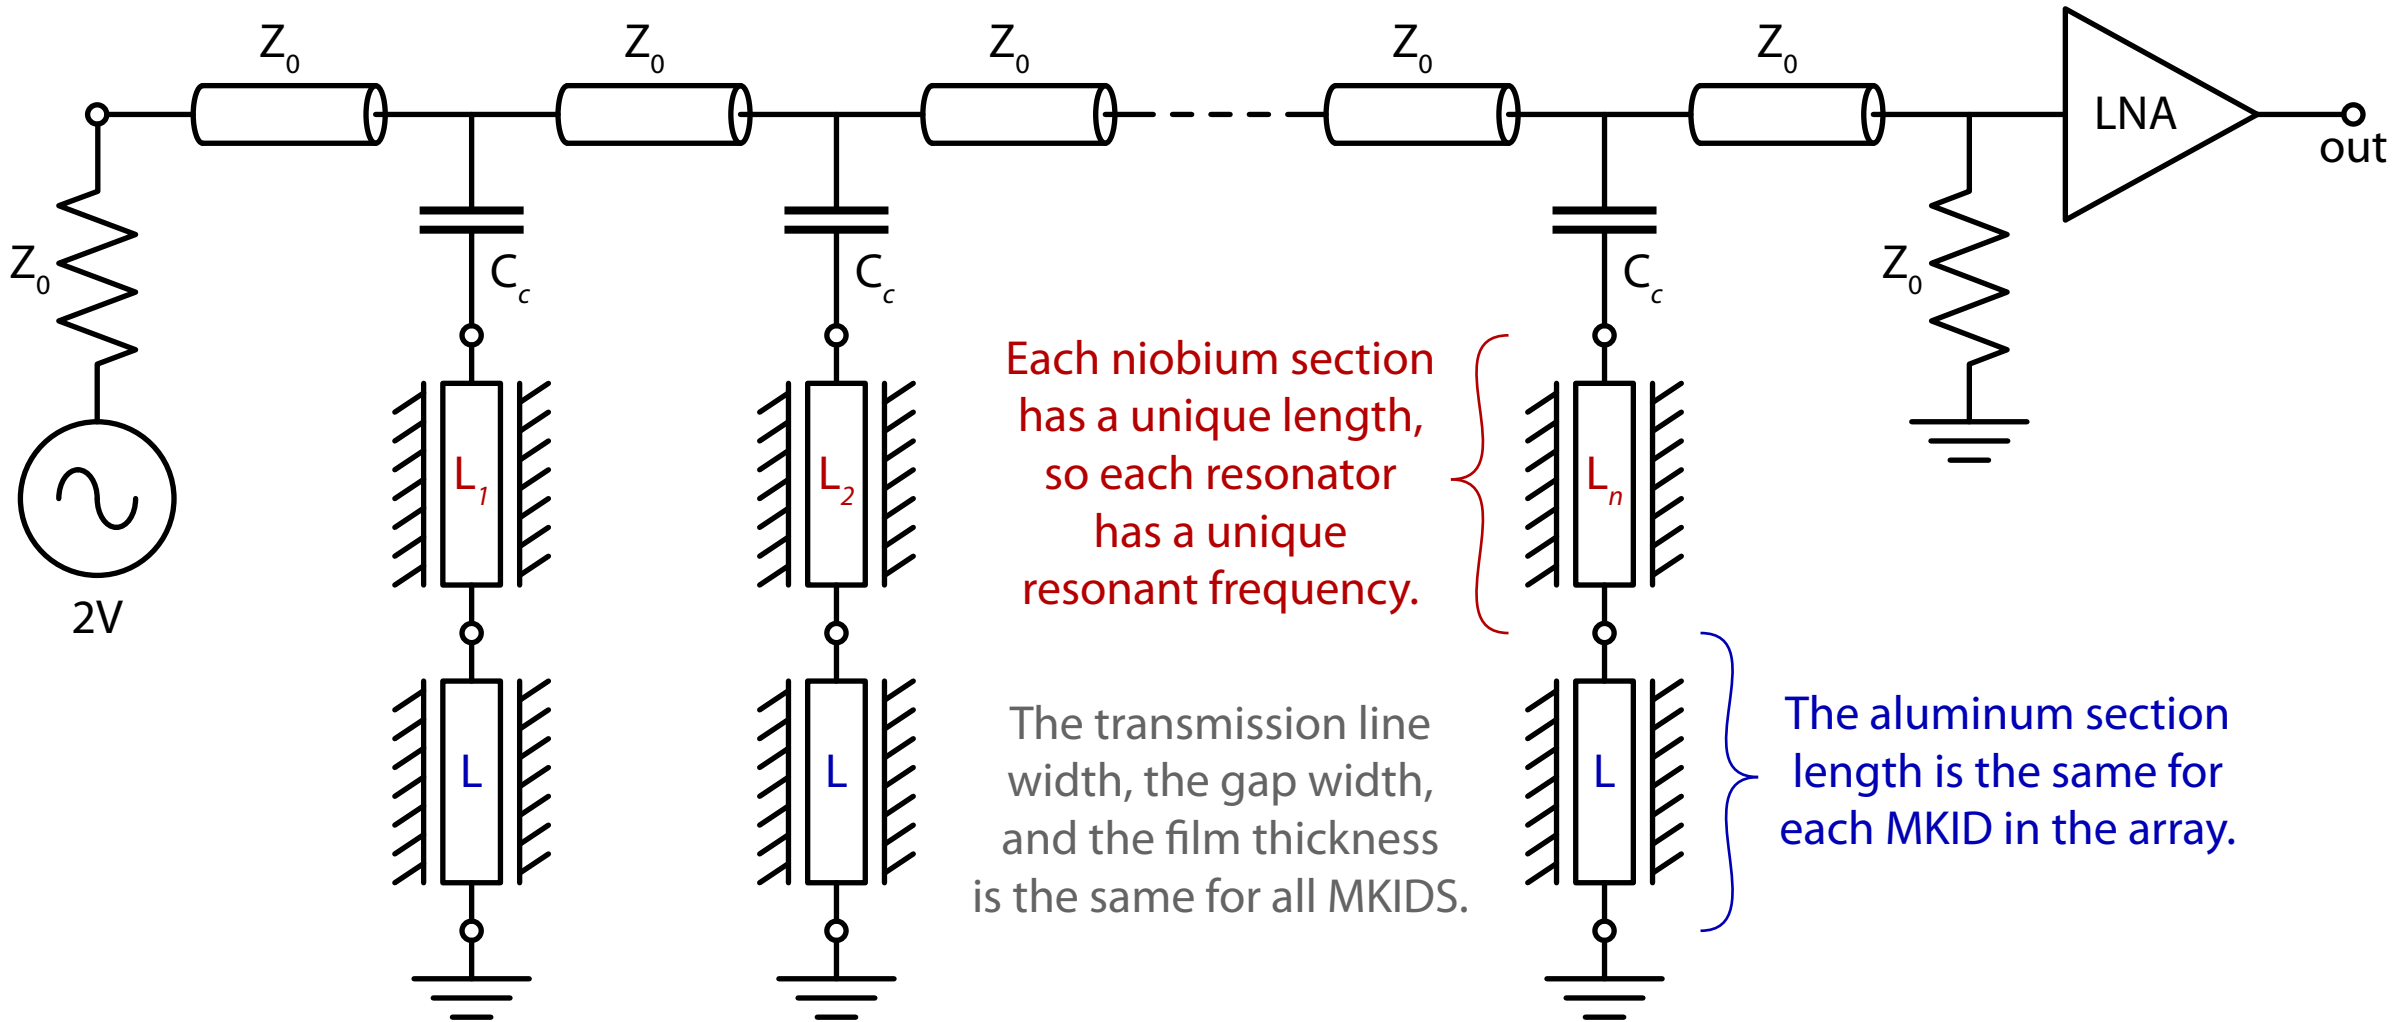 Z0
Z0
Z0
Z0
Z0
LNA
out
Z0
Cc
Cc
Cc
Z0
2V
L1
L2
Ln
Each niobium section
has a unique length,
so each resonator
has a unique
resonant frequency.
L
L
L
The transmission line
width, the gap width,
and the film thickness
is the same for all MKIDS.
The aluminum section
length is the same for
each MKID in the array.